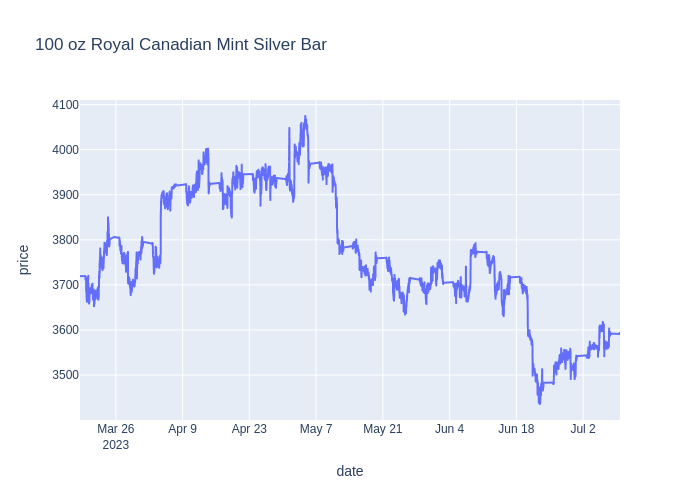 100 oz Royal Canadian Mint Silver Bar
4100
4000
3900
3800
3700
3600
3500
price
Mar 26
2023
Apr 9
Apr 23
May 7
May 21
Jun 4
Jun 18
Jul 2
date